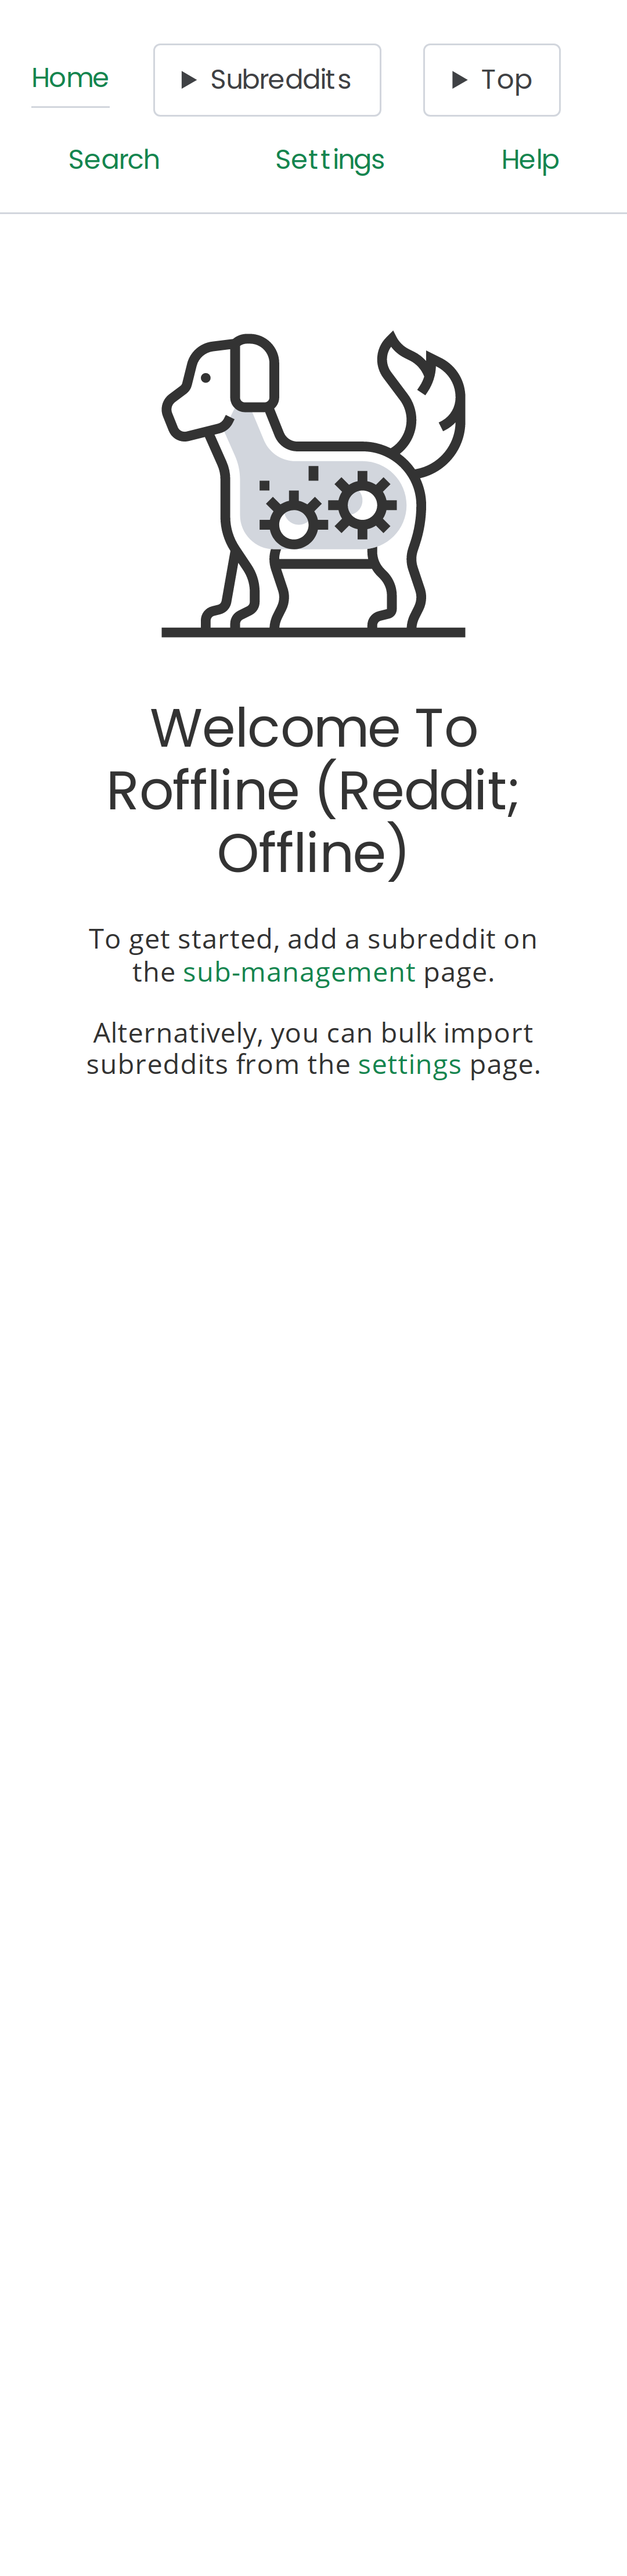 Home
Subreddits
Top
Search
Settings
Help
Welcome To
Roffline (Reddit;
Offline)
To get started, add a subreddit on
the sub-management page.
Alternatively, you can bulk import
subreddits from the settings page.